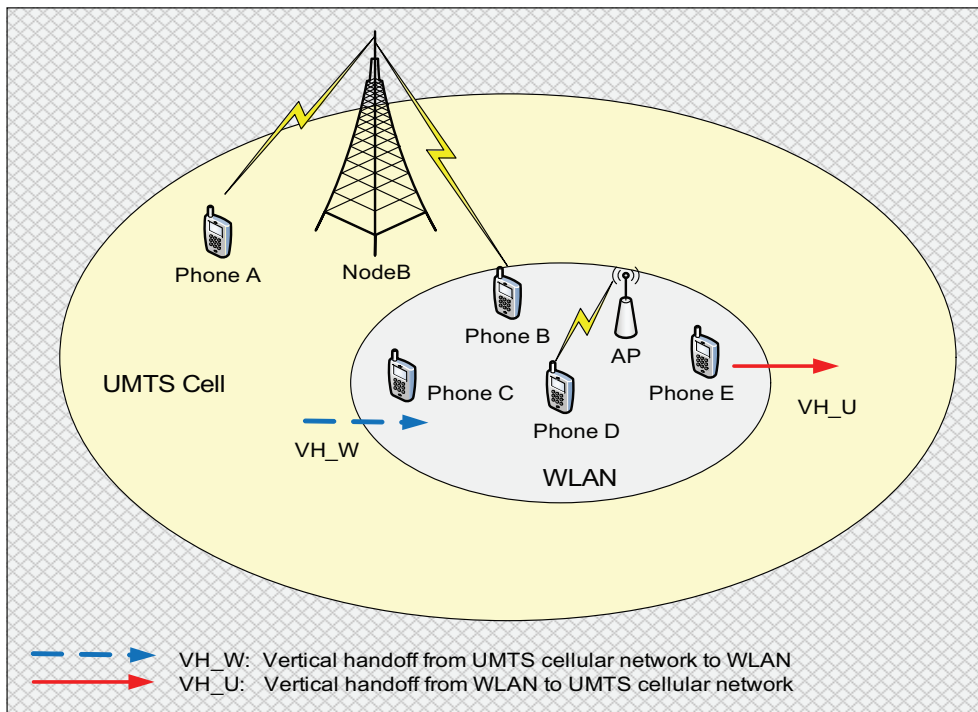 Phone A
NodeB
Phone B
AP
UMTS Cell
Phone C
Phone E
VH_U
Phone D
VH_W
WLAN
VH_W: Vertical handoff from UMTS cellular network to WLAN
VH_U: Vertical handoff from WLAN to UMTS cellular network